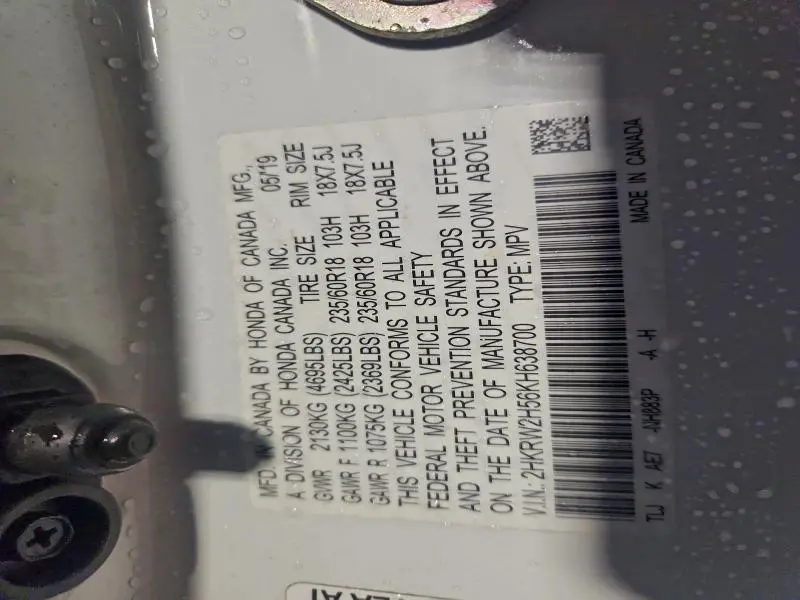 MFD. IN CANADA BY HONDA OF CANADA MFG.,
A DIVISION OF HONDA CANADA INC. 05/19
GVWR 2130KG (4695LBS) TIRE SIZE RIM SIZE
GAWR F 1100KG (2425LBS) 235/60R18 103H 18X7.5J
GAWR R 1075KG (2369LBS) 235/60R18 103H 18X7.5J
THIS VEHICLE CONFORMS TO ALL APPLICABLE
FEDERAL MOTOR VEHICLE SAFETY
AND THEFT PREVENTION STANDARDS IN EFFECT
ON THE DATE OF MANUFACTURE SHOWN ABOVE.
V.I.N.: 2HKRW2H56KH638700 TYPE: MPV
TLJ K AE7 -NH883P -A -H MADE IN CANADA